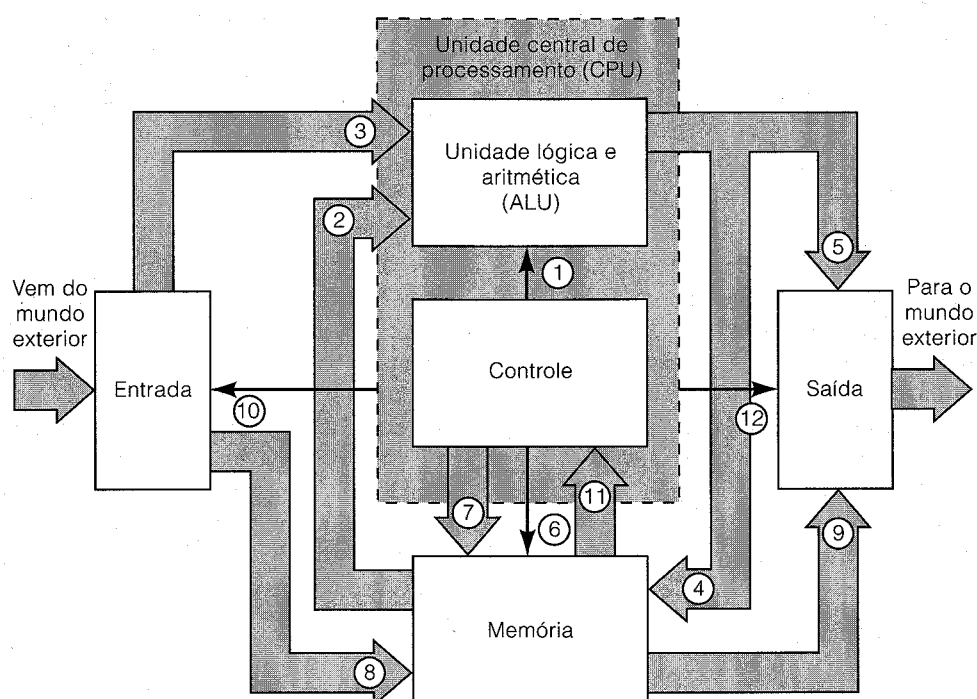 Unidade central de
processamento (CPU)
3
Unidade lógica e
aritmética
(ALU)
2
5
1
Vem do
mundo
exterior
Para o
mundo
exterior
Entrada
Controle
Saída
10
12
7
6
11
9
4
Memória
8